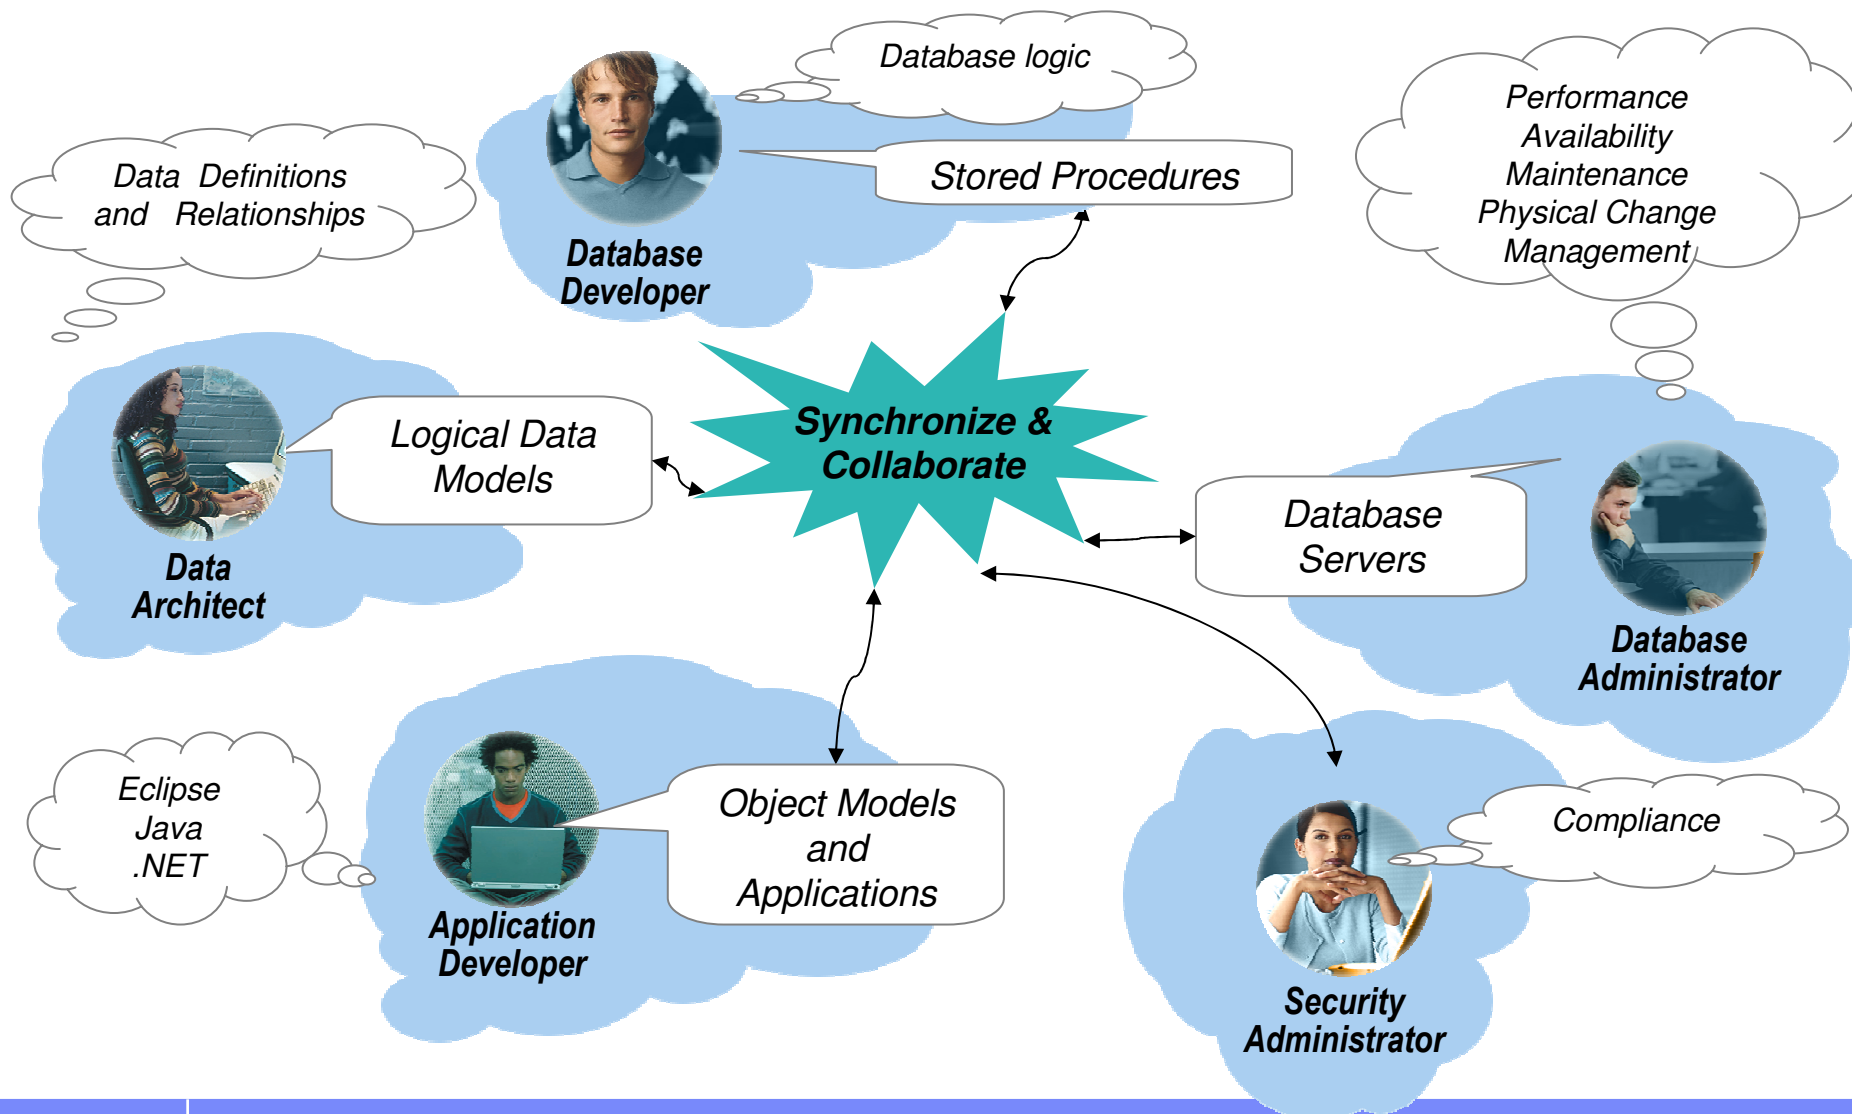 Database logic
Stored Procedures
Database
Developer
Performance
Availability
Maintenance
Physical Change
Management
Data Definitions
and Relationships
Logical Data
Models
Data
Architect
Synchronize &
Collaborate
Database
Servers
Database
Administrator
Eclipse
Java
.NET
Object Models
and
Applications
Application
Developer
Compliance
Security
Administrator